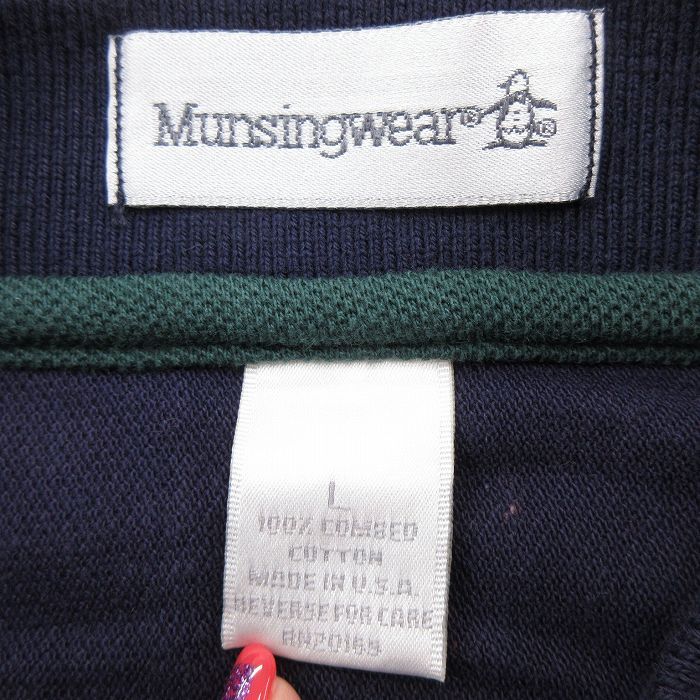 Munsingwear® ®
L
100% COMBED
COTTON
MADE IN U.S.A.
REVERSE FOR CARE
RN20169